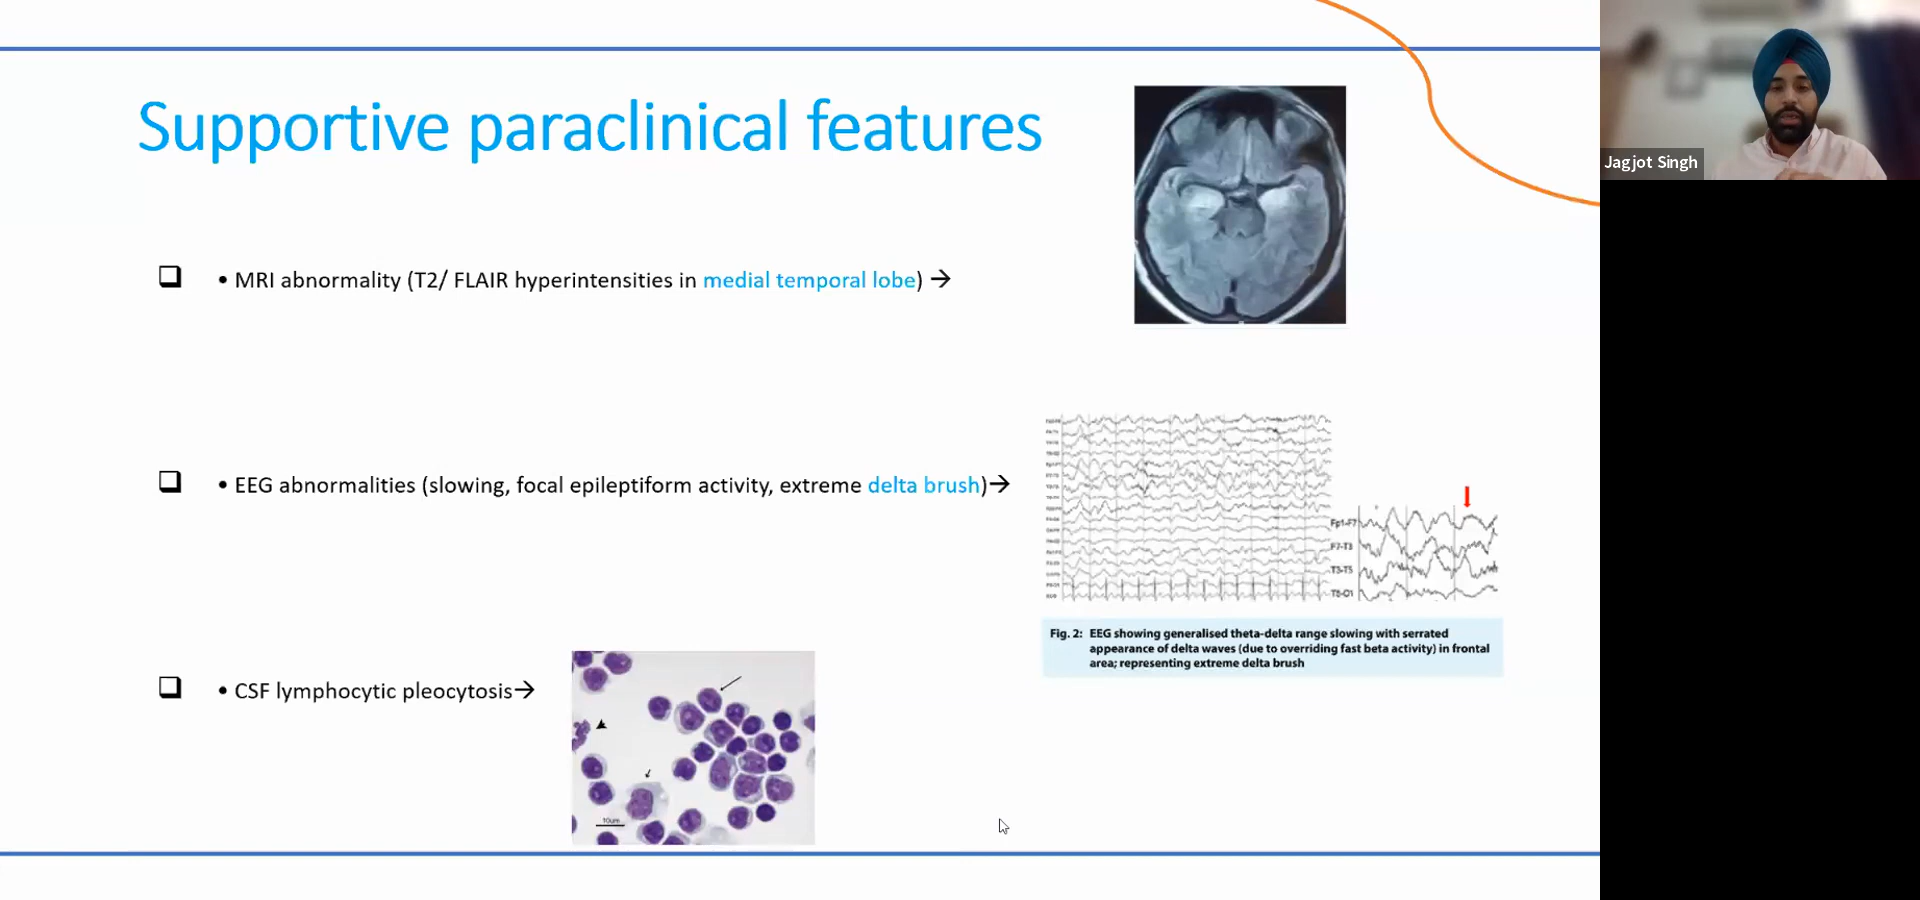 Supportive paraclinical features
Jagjot Singh
❑ • MRI abnormality (T2/ FLAIR hyperintensities in medial temporal lobe) →
❑ • EEG abnormalities (slowing, focal epileptiform activity, extreme delta brush)→
Fp1-F7
F7-T3
T3-T5
T5-O1
Fig. 2: EEG showing generalised theta-delta range slowing with serrated
appearance of delta waves (due to overriding fast beta activity) in frontal
area; representing extreme delta brush
❑ • CSF lymphocytic pleocytosis→
10um